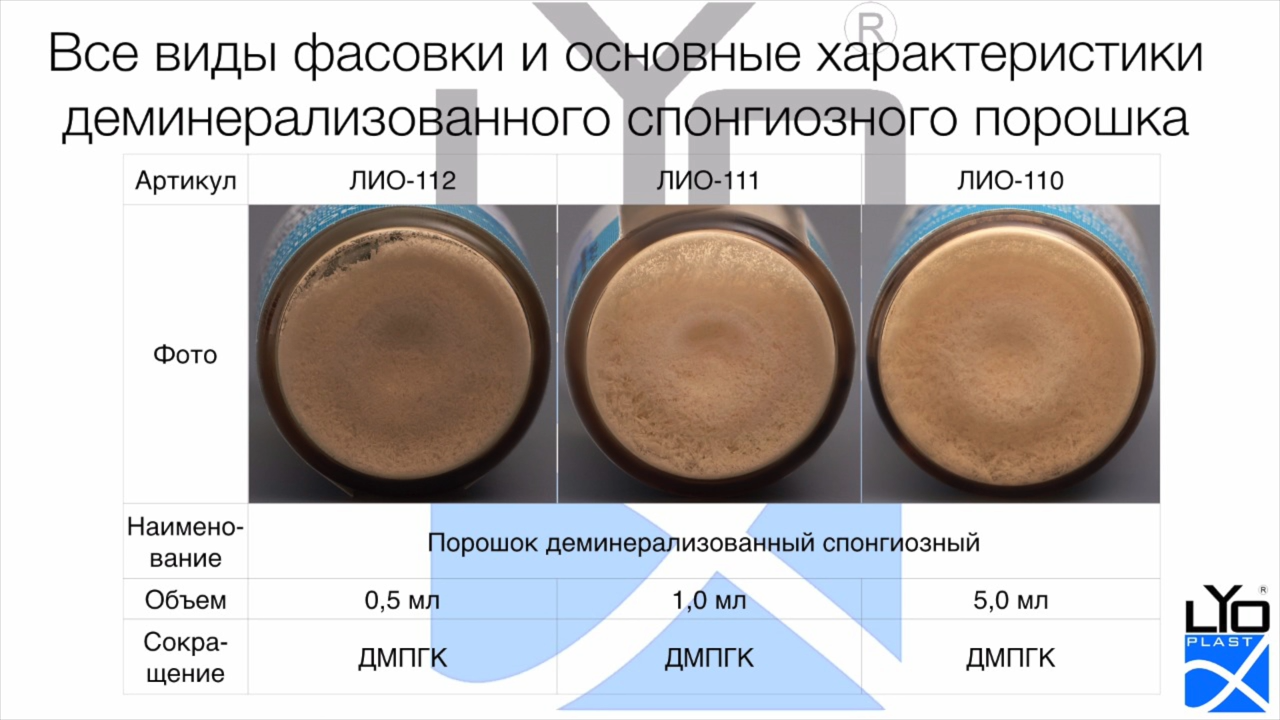 Все виды фасовки и основные характеристики
деминерализованного спонгиозного порошка
Артикул ЛИО-112 ЛИО-111 ЛИО-110
Фото
Наимено-
вание
Порошок деминерализованный спонгиозный
Объем 0,5 мл 1,0 мл 5,0 мл
Сокра-
щение
ДМПГК ДМПГК ДМПГК
LYO ®
PLAST
LYO ®